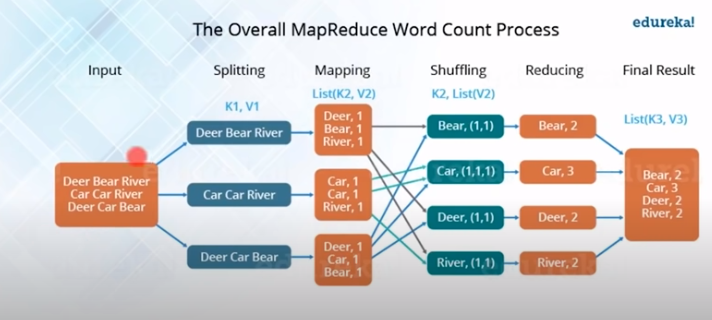 The Overall MapReduce Word Count Process
edureka!
Input
Splitting
Mapping
Shuffling
Reducing
Final Result
K1, V1
List(K2, V2)
K2, List(V2)
List(K3, V3)
Deer Bear River
Car Car River
Deer Car Bear
Deer Bear River
Car Car River
Deer Car Bear
Deer, 1
Bear, 1
River, 1
Car, 1
Car, 1
River, 1
Deer, 1
Car, 1
Bear, 1
Bear, (1,1)
Car, (1,1,1)
Deer, (1,1)
River, (1,1)
Bear, 2
Car, 3
Deer, 2
River, 2
Bear, 2
Car, 3
Deer, 2
River, 2